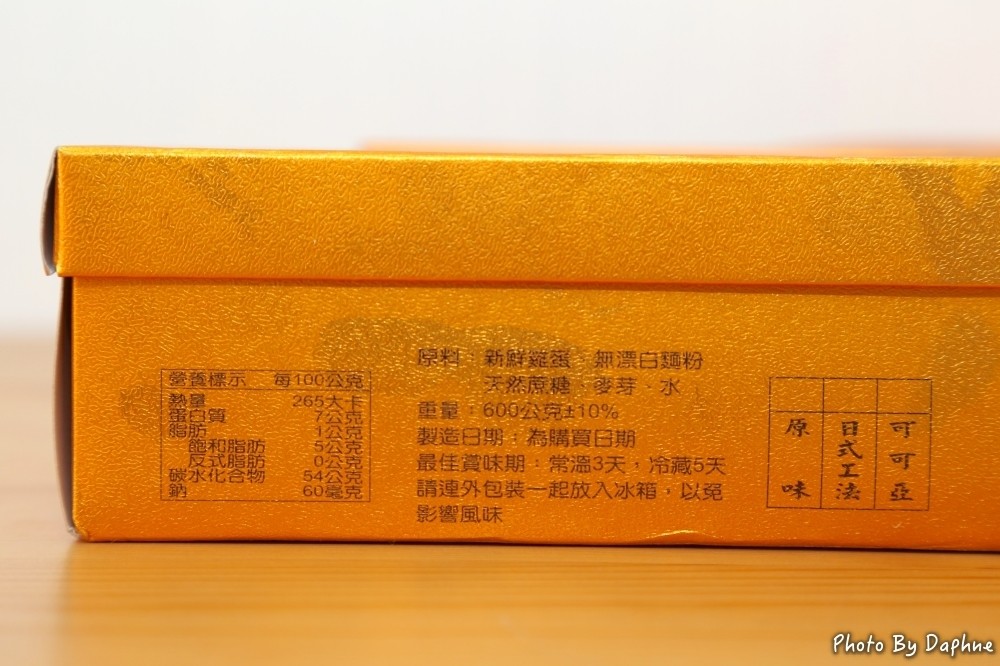 營養標示 每100公克
熱量 265大卡
蛋白質 7公克
脂肪 1公克
飽和脂肪 5公克
反式脂肪 0公克
碳水化合物 54公克
鈉 60毫克
原料：新鮮雞蛋、無漂白麵粉
天然蔗糖、麥芽、水
重量：600公克±10%
製造日期：為購買日期
最佳賞味期：常溫3天，冷藏5天
請連外包裝一起放入冰箱，以免
影響風味
原味
日式工法
可可亞
Photo By Daphne